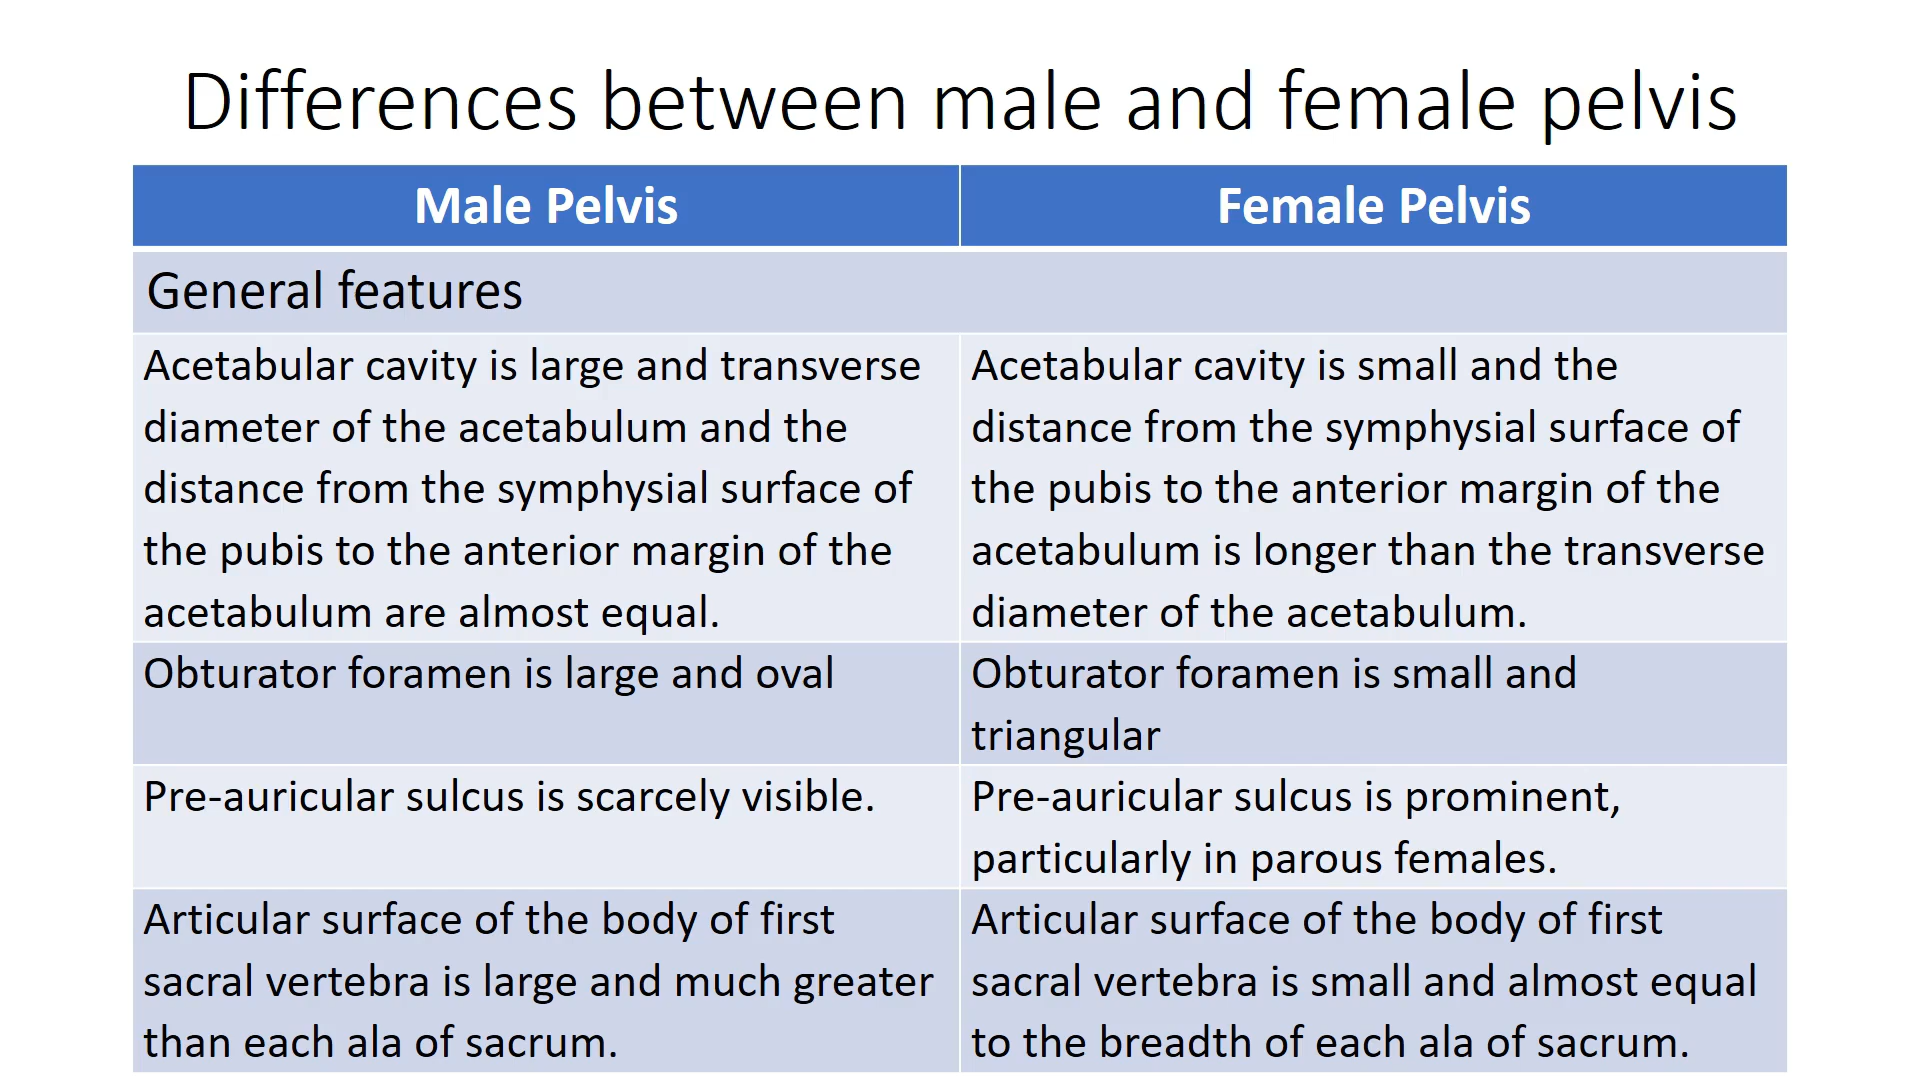 Differences between male and female pelvis
Male Pelvis
Female Pelvis
General features
Acetabular cavity is large and transverse
diameter of the acetabulum and the
distance from the symphysial surface of
the pubis to the anterior margin of the
acetabulum are almost equal.
Acetabular cavity is small and the
distance from the symphysial surface of
the pubis to the anterior margin of the
acetabulum is longer than the transverse
diameter of the acetabulum.
Obturator foramen is large and oval
Obturator foramen is small and
triangular
Pre-auricular sulcus is scarcely visible.
Pre-auricular sulcus is prominent,
particularly in parous females.
Articular surface of the body of first
sacral vertebra is large and much greater
than each ala of sacrum.
Articular surface of the body of first
sacral vertebra is small and almost equal
to the breadth of each ala of sacrum.